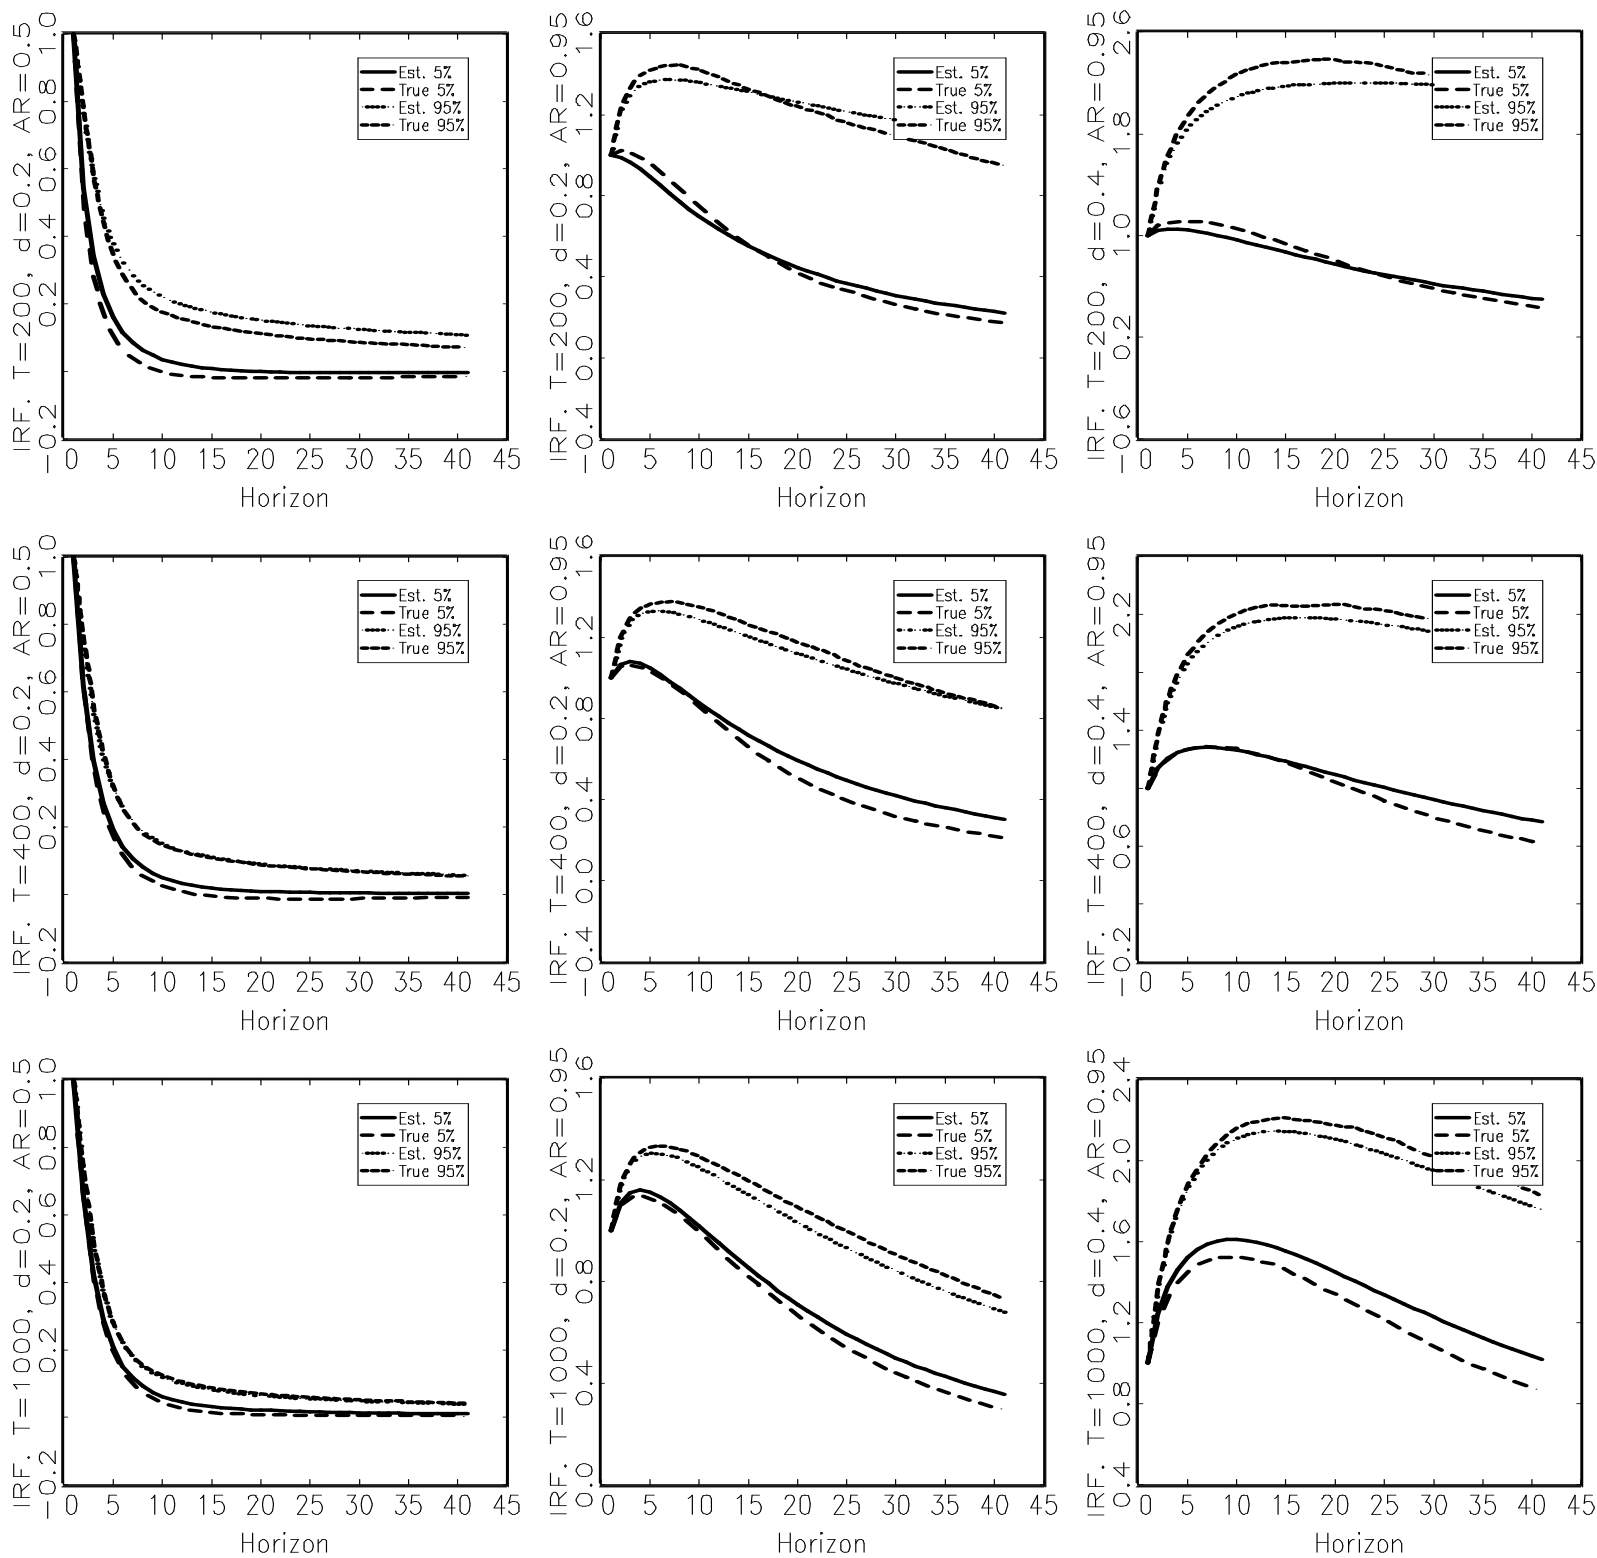 IRF. T=200, d=0.2, AR=0.5
1.0
0.8
0.6
0.4
0.2
−0.2
Est. 5%
True 5%
Est. 95%
True 95%
0 5 10 15 20 25 30 35 40 45
Horizon
IRF. T=200, d=0.2, AR=0.95
1.6
1.2
0.8
0.4
0.0
−0.4
Est. 5%
True 5%
Est. 95%
True 95%
0 5 10 15 20 25 30 35 40 45
Horizon
IRF. T=200, d=0.4, AR=0.95
2.6
1.8
1.0
0.2
−0.6
Est. 5%
True 5%
Est. 95%
True 95%
0 5 10 15 20 25 30 35 40 45
Horizon
IRF. T=400, d=0.2, AR=0.5
1.0
0.8
0.6
0.4
0.2
−0.2
Est. 5%
True 5%
Est. 95%
True 95%
0 5 10 15 20 25 30 35 40 45
Horizon
IRF. T=400, d=0.2, AR=0.95
1.6
1.2
0.8
0.4
0.0
−0.4
Est. 5%
True 5%
Est. 95%
True 95%
0 5 10 15 20 25 30 35 40 45
Horizon
IRF. T=400, d=0.4, AR=0.95
2.2
1.4
0.6
−0.2
Est. 5%
True 5%
Est. 95%
True 95%
0 5 10 15 20 25 30 35 40 45
Horizon
IRF. T=1000, d=0.2, AR=0.5
1.0
0.8
0.6
0.4
0.2
−0.2
Est. 5%
True 5%
Est. 95%
True 95%
0 5 10 15 20 25 30 35 40 45
Horizon
IRF. T=1000, d=0.2, AR=0.95
1.6
1.2
0.8
0.4
0.0
Est. 5%
True 5%
Est. 95%
True 95%
0 5 10 15 20 25 30 35 40 45
Horizon
IRF. T=1000, d=0.4, AR=0.95
2.4
2.0
1.6
1.2
0.8
0.4
Est. 5%
True 5%
Est. 95%
True 95%
0 5 10 15 20 25 30 35 40 45
Horizon